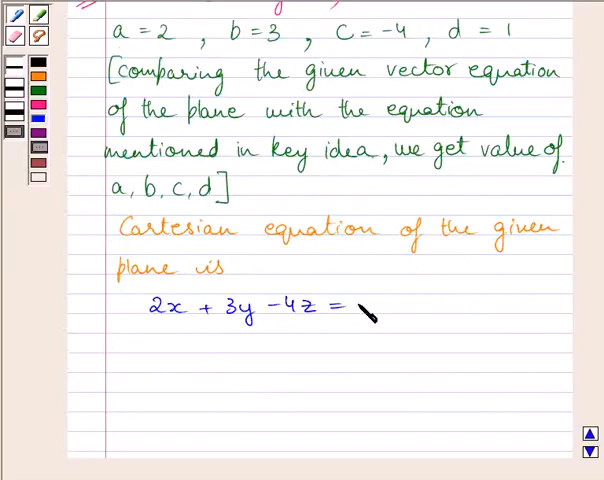 a = 2 , b = 3 , C = -4 , d = 1
[comparing the given vector equation
of the plane with the equation
mentioned in key idea, we get value of
a, b, c, d]
Cartesian equation of the given
plane is
2x + 3y - 4z =